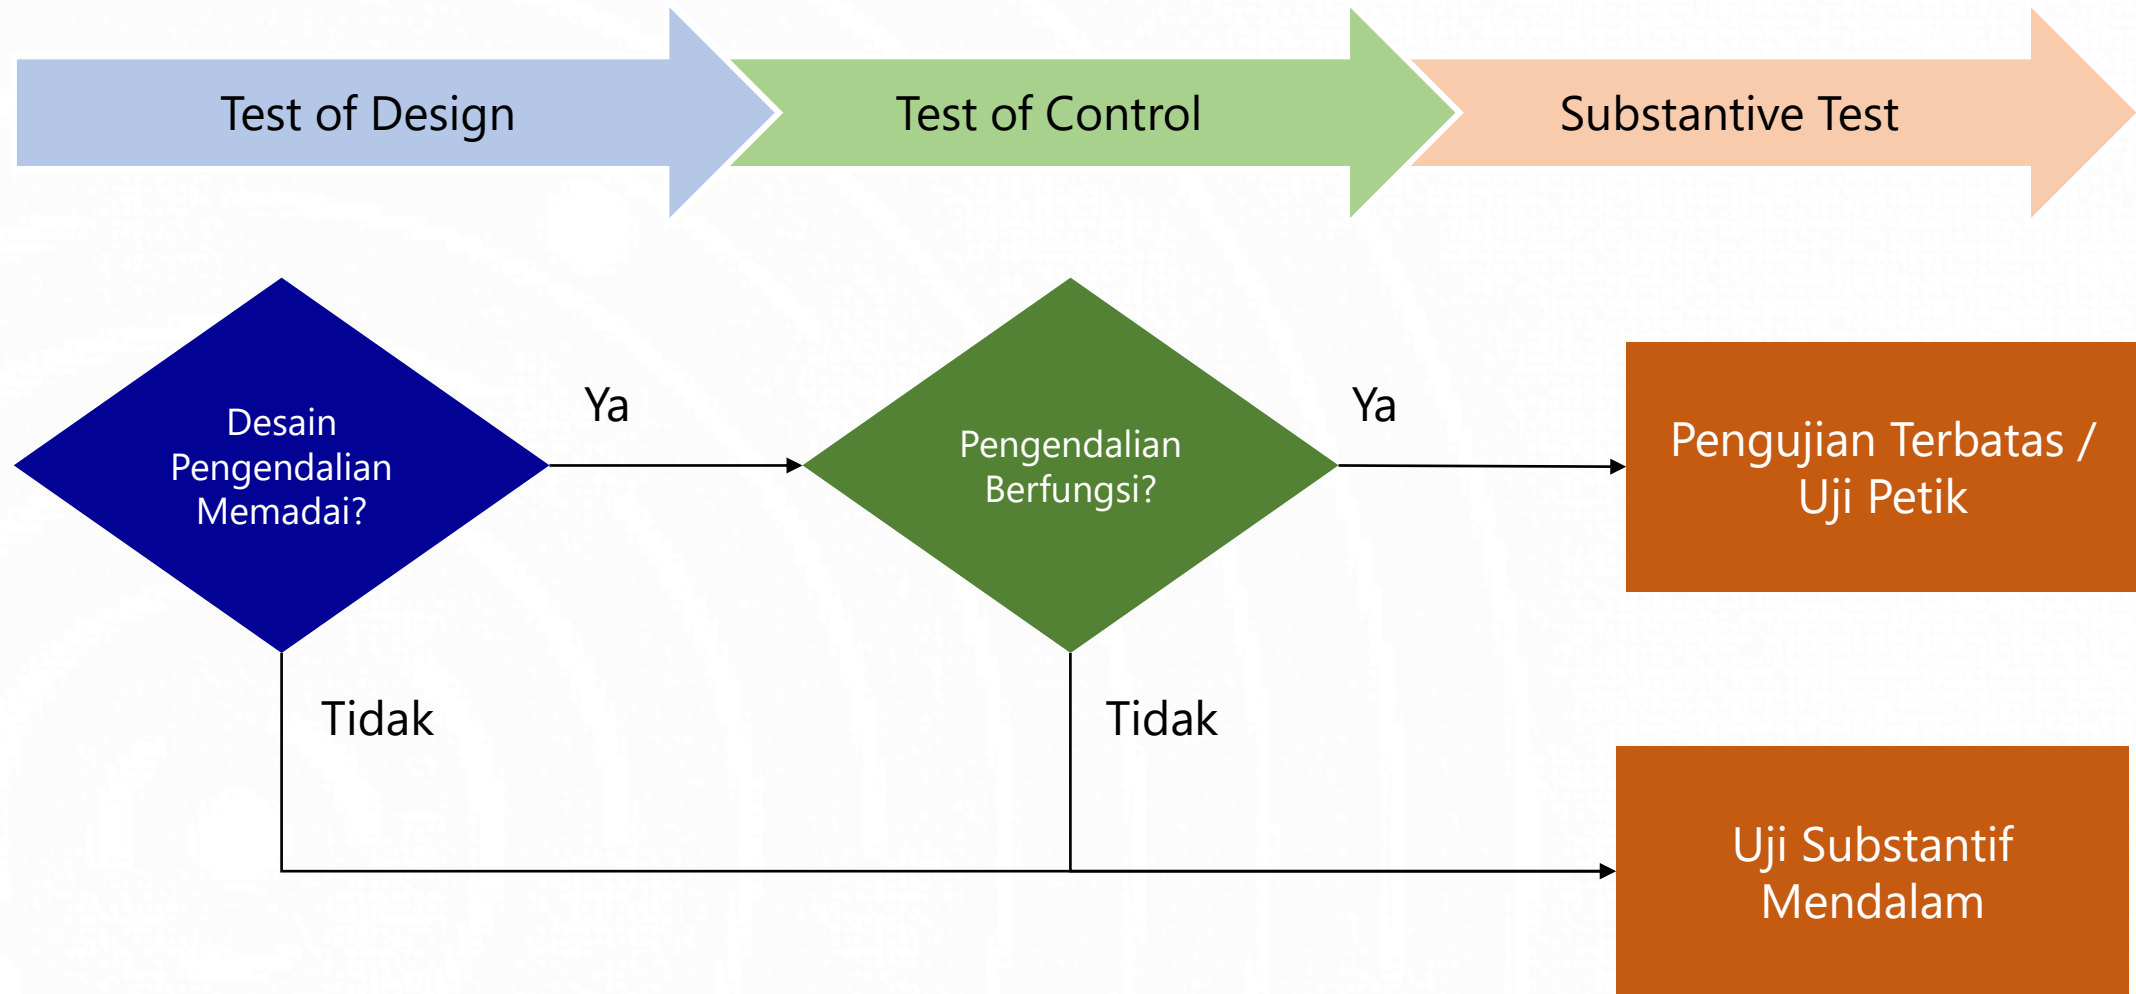 Test of Design
Test of Control
Substantive Test
Desain
Pengendalian
Memadai?
Ya
Pengendalian
Berfungsi?
Ya
Pengujian Terbatas /
Uji Petik
Tidak
Tidak
Uji Substantif
Mendalam